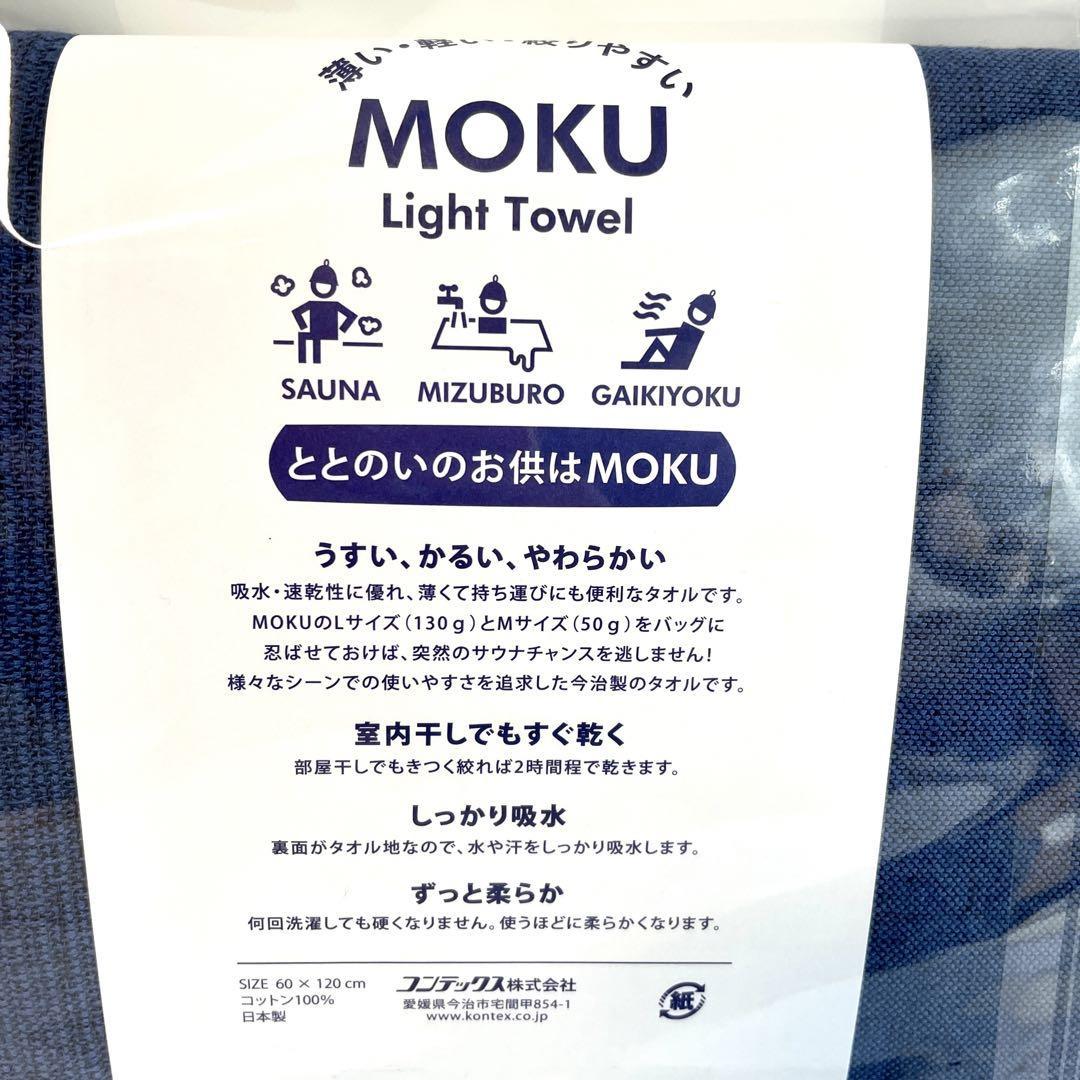 薄い・軽い・絞りやすい
MOKU
Light Towel
SAUNA MIZUBURO GAIKIYOKU
ととのいのお供はMOKU
うすい、かるい、やわらかい
吸水・速乾性に優れ、薄くて持ち運びにも便利なタオルです。
MOKUのLサイズ(130g)とMサイズ(50g)をバッグに
忍ばせておけば、突然のサウナチャンスを逃しません!
様々なシーンでの使いやすさを追求した今治製のタオルです。
室内干しでもすぐ乾く
部屋干しでもきつく絞れば2時間程で乾きます。
しっかり吸水
裏面がタオル地なので、水や汗をしっかり吸水します。
ずっと柔らか
何回洗濯しても硬くなりません。使うほどに柔らかくなります。
SIZE 60 × 120 cm
コットン100%
日本製
コンテックス株式会社
愛媛県今治市宅間甲854-1
www.kontex.co.jp
紙